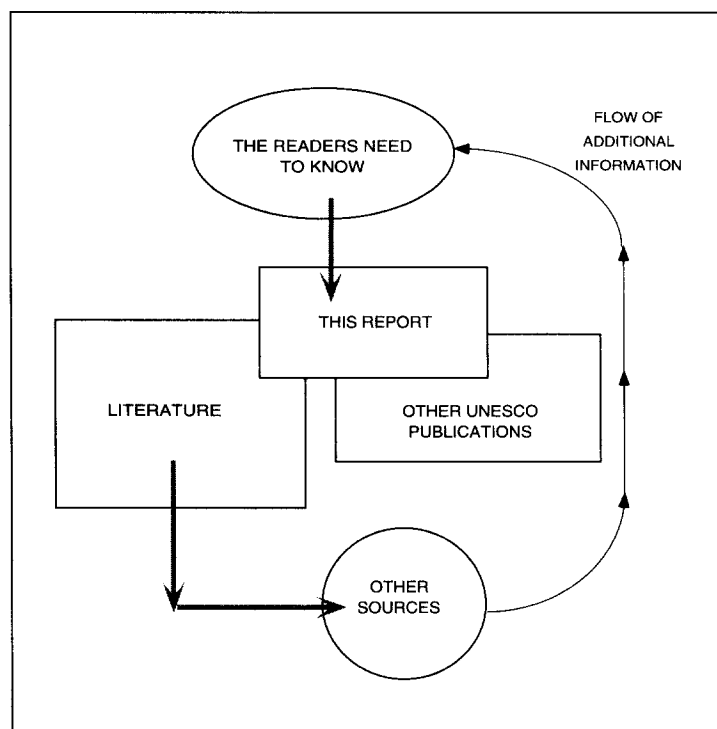 THE READERS NEED
TO KNOW
FLOW OF
ADDITIONAL
INFORMATION
THIS REPORT
LITERATURE
OTHER UNESCO
PUBLICATIONS
OTHER
SOURCES